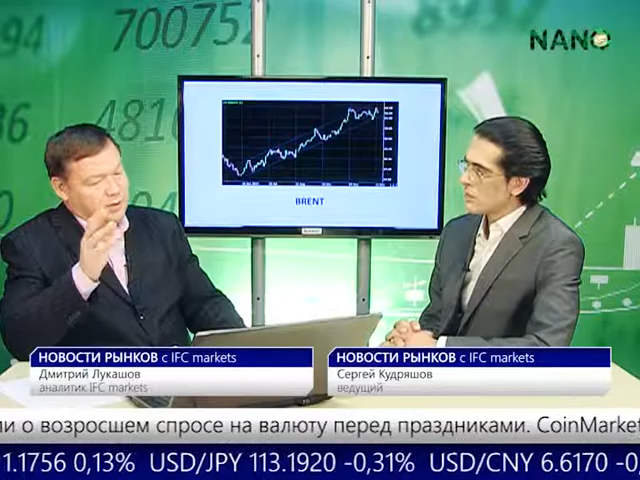 700752
NANO
4810
BRENT
НОВОСТИ РЫНКОВ с IFC markets
Дмитрий Лукашов
аналитик IFC markets
НОВОСТИ РЫНКОВ с IFC markets
Сергей Кудряшов
ведущий
ии о возросшем спросе на валюту перед праздниками. CoinMarket
1.1756 0,13% USD/JPY 113.1920 -0,31% USD/CNY 6.6170 -0,